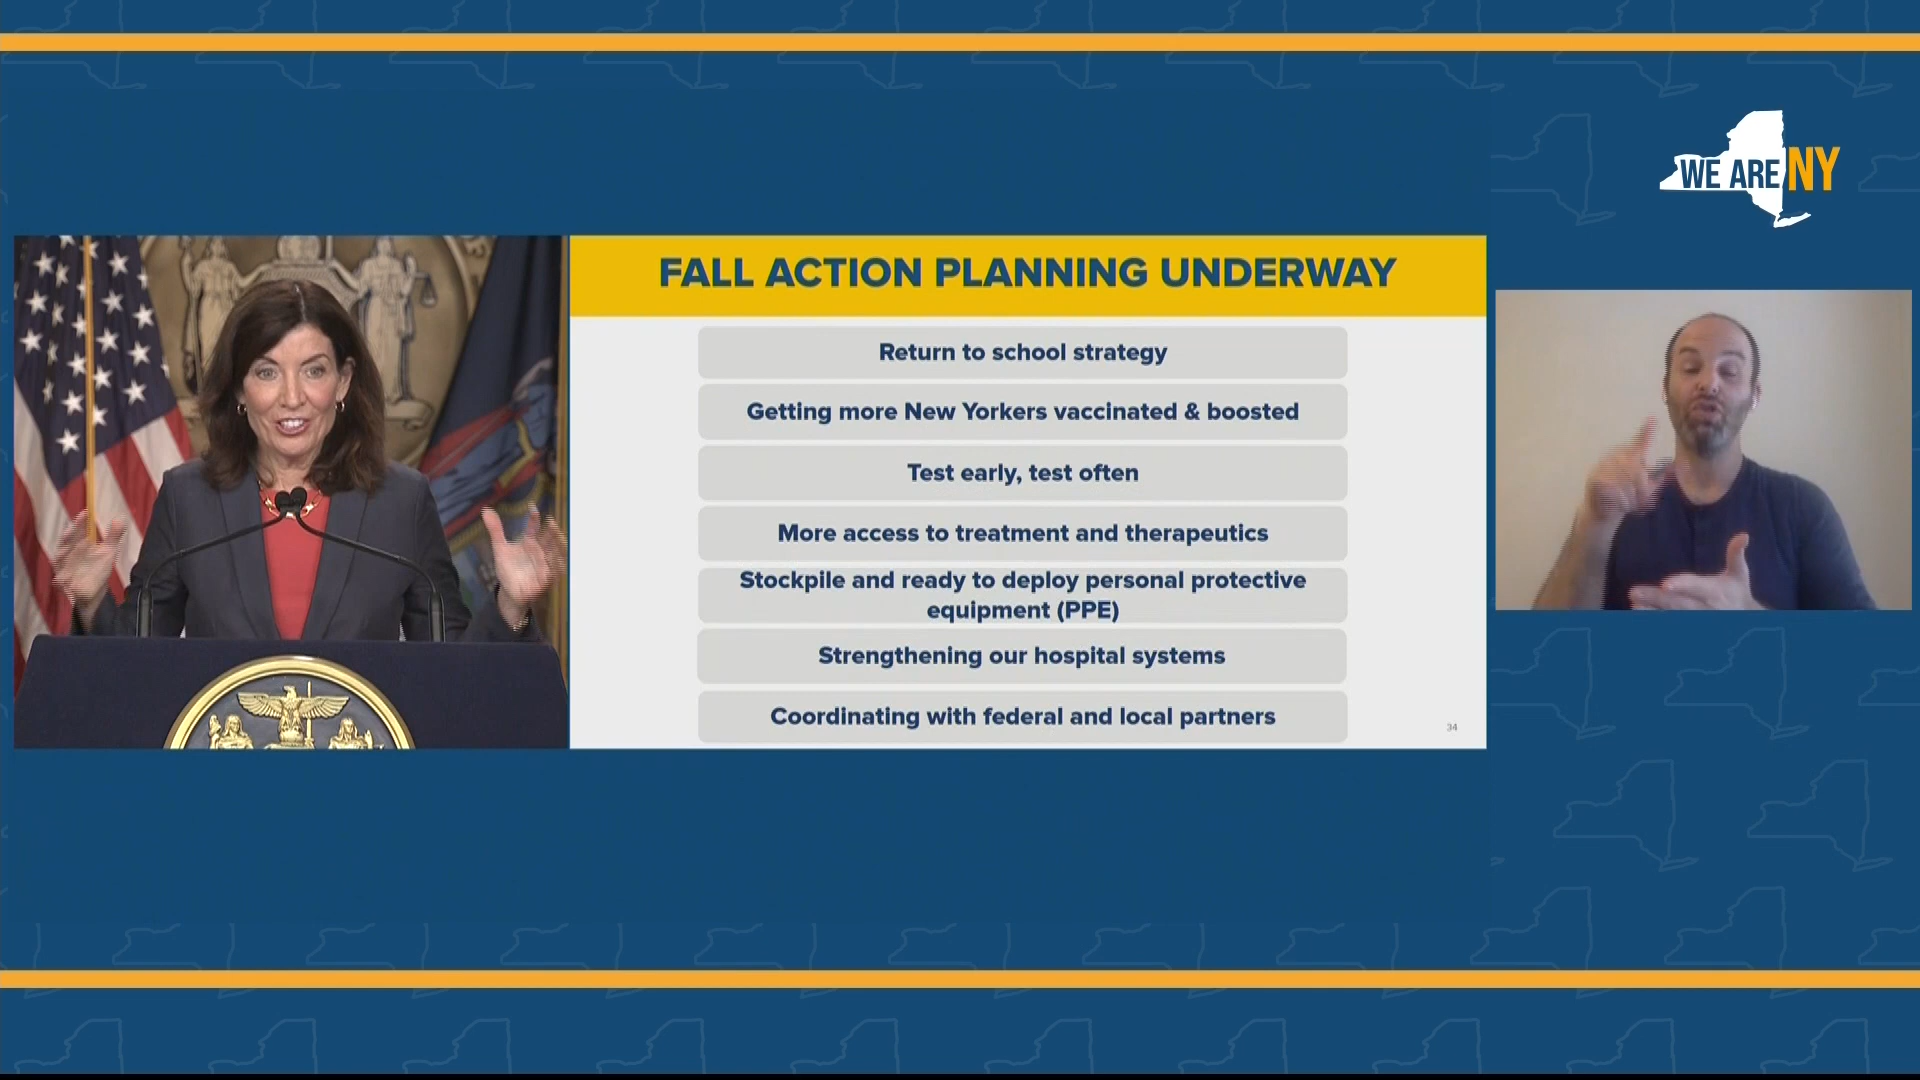 WE ARE NY
FALL ACTION PLANNING UNDERWAY
Return to school strategy
Getting more New Yorkers vaccinated & boosted
Test early, test often
More access to treatment and therapeutics
Stockpile and ready to deploy personal protective
equipment (PPE)
Strengthening our hospital systems
Coordinating with federal and local partners
34